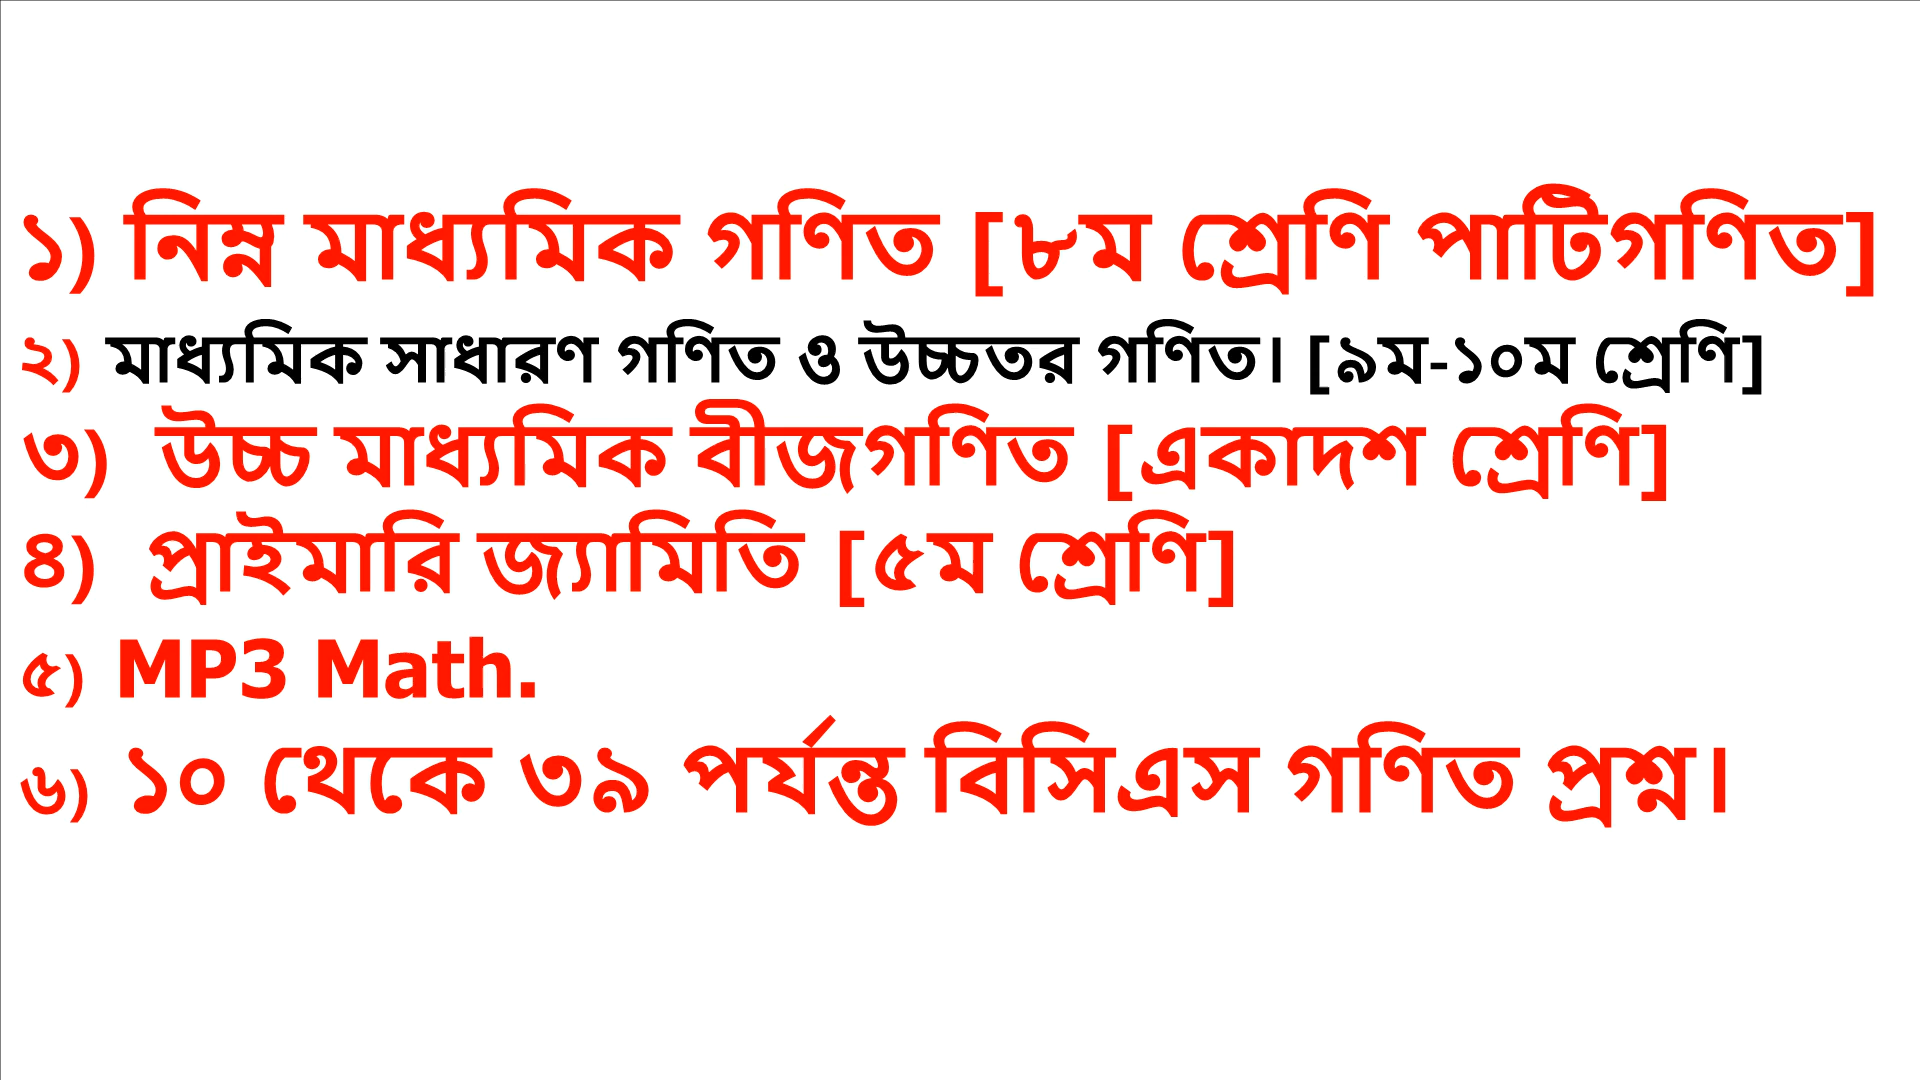 ১) নিম্ন মাধ্যমিক গণিত [৮ম শ্রেণি পাটিগণিত]
২) মাধ্যমিক সাধারণ গণিত ও উচ্চতর গণিত। [৯ম-১০ম শ্রেণি]
৩) উচ্চ মাধ্যমিক বীজগণিত [একাদশ শ্রেণি]
৪) প্রাইমারি জ্যামিতি [৫ম শ্রেণি]
৫) MP3 Math.
৬) ১০ থেকে ৩৯ পর্যন্ত বিসিএস গণিত প্রশ্ন।